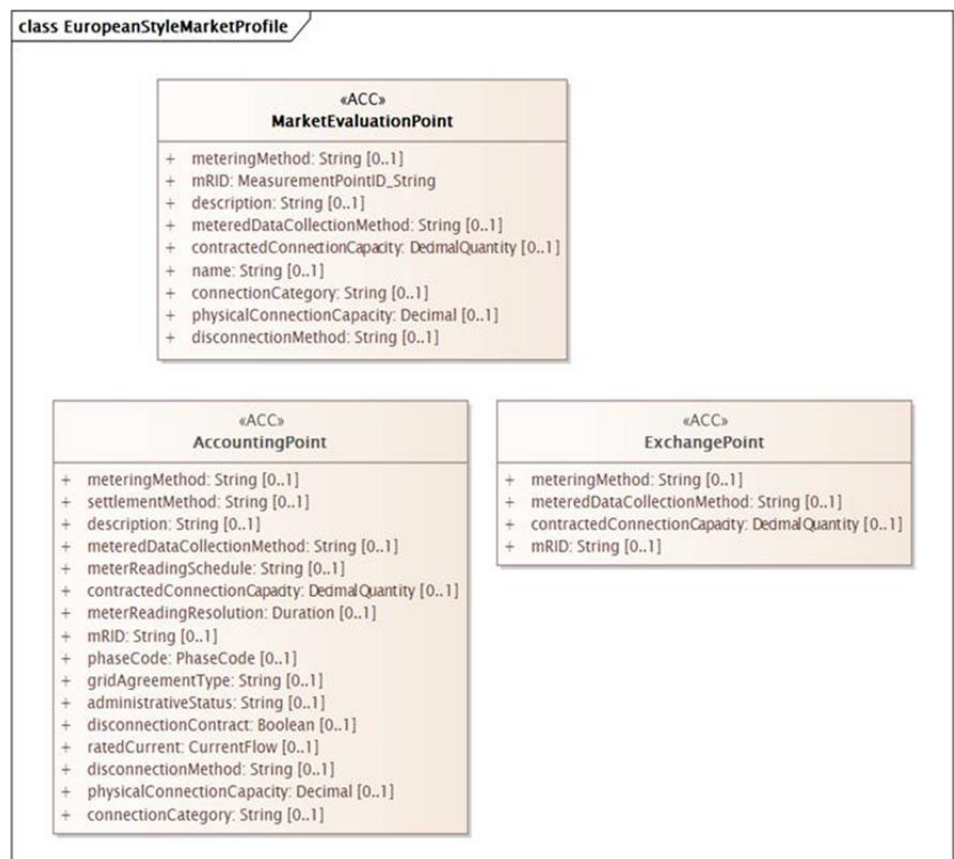 class EuropeanStyleMarketProfile
«ACC»
MarketEvaluationPoint
+ meteringMethod: String [0..1]
+ mRID: MeasurementPointID_String
+ description: String [0..1]
+ meteredDataCollectionMethod: String [0..1]
+ contractedConnectionCapacity: DecimalQuantity [0..1]
+ name: String [0..1]
+ connectionCategory: String [0..1]
+ physicalConnectionCapacity: Decimal [0..1]
+ disconnectionMethod: String [0..1]
«ACC»
AccountingPoint
+ meteringMethod: String [0..1]
+ settlementMethod: String [0..1]
+ description: String [0..1]
+ meteredDataCollectionMethod: String [0..1]
+ meterReadingSchedule: String [0..1]
+ contractedConnectionCapacity: DecimalQuantity [0..1]
+ meterReadingResolution: Duration [0..1]
+ mRID: String [0..1]
+ phaseCode: PhaseCode [0..1]
+ gridAgreementType: String [0..1]
+ administrativeStatus: String [0..1]
+ disconnectionContract: Boolean [0..1]
+ ratedCurrent: CurrentFlow [0..1]
+ disconnectionMethod: String [0..1]
+ physicalConnectionCapacity: Decimal [0..1]
+ connectionCategory: String [0..1]
«ACC»
ExchangePoint
+ meteringMethod: String [0..1]
+ meteredDataCollectionMethod: String [0..1]
+ contractedConnectionCapacity: DecimalQuantity [0..1]
+ mRID: String [0..1]